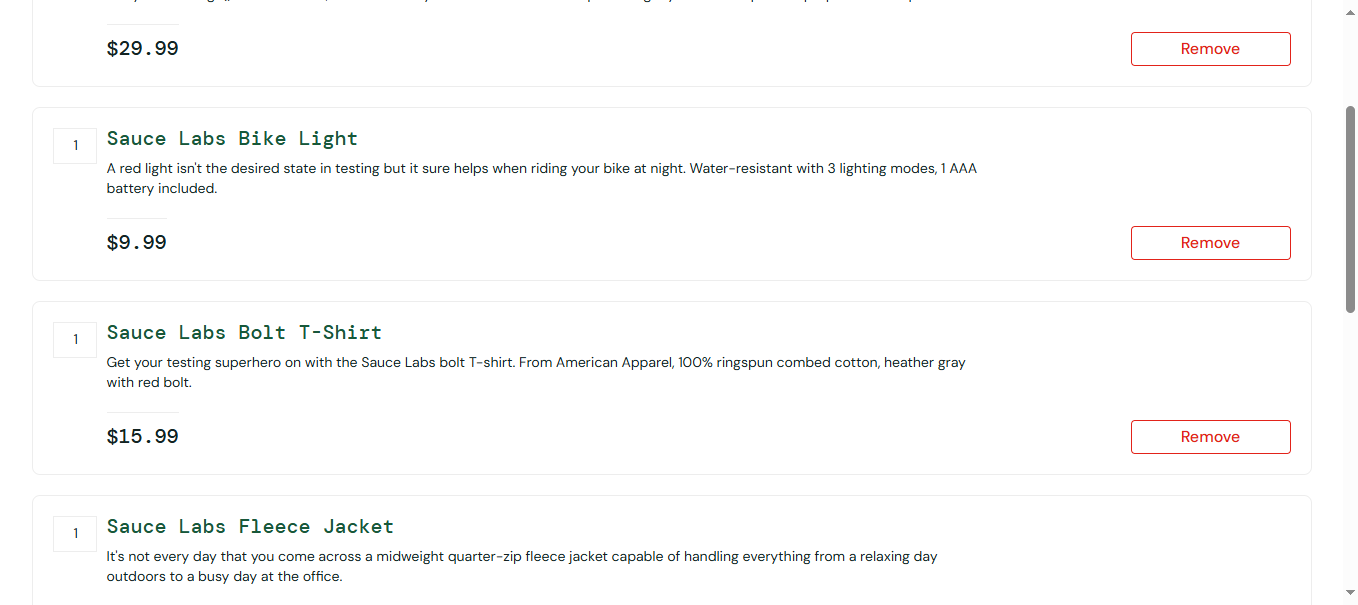 $29.99
Remove
1
Sauce Labs Bike Light
A red light isn't the desired state in testing but it sure helps when riding your bike at night. Water-resistant with 3 lighting modes, 1 AAA
battery included.
$9.99
Remove
1
Sauce Labs Bolt T-Shirt
Get your testing superhero on with the Sauce Labs bolt T-shirt. From American Apparel, 100% ringspun combed cotton, heather gray
with red bolt.
$15.99
Remove
1
Sauce Labs Fleece Jacket
It's not every day that you come across a midweight quarter-zip fleece jacket capable of handling everything from a relaxing day
outdoors to a busy day at the office.